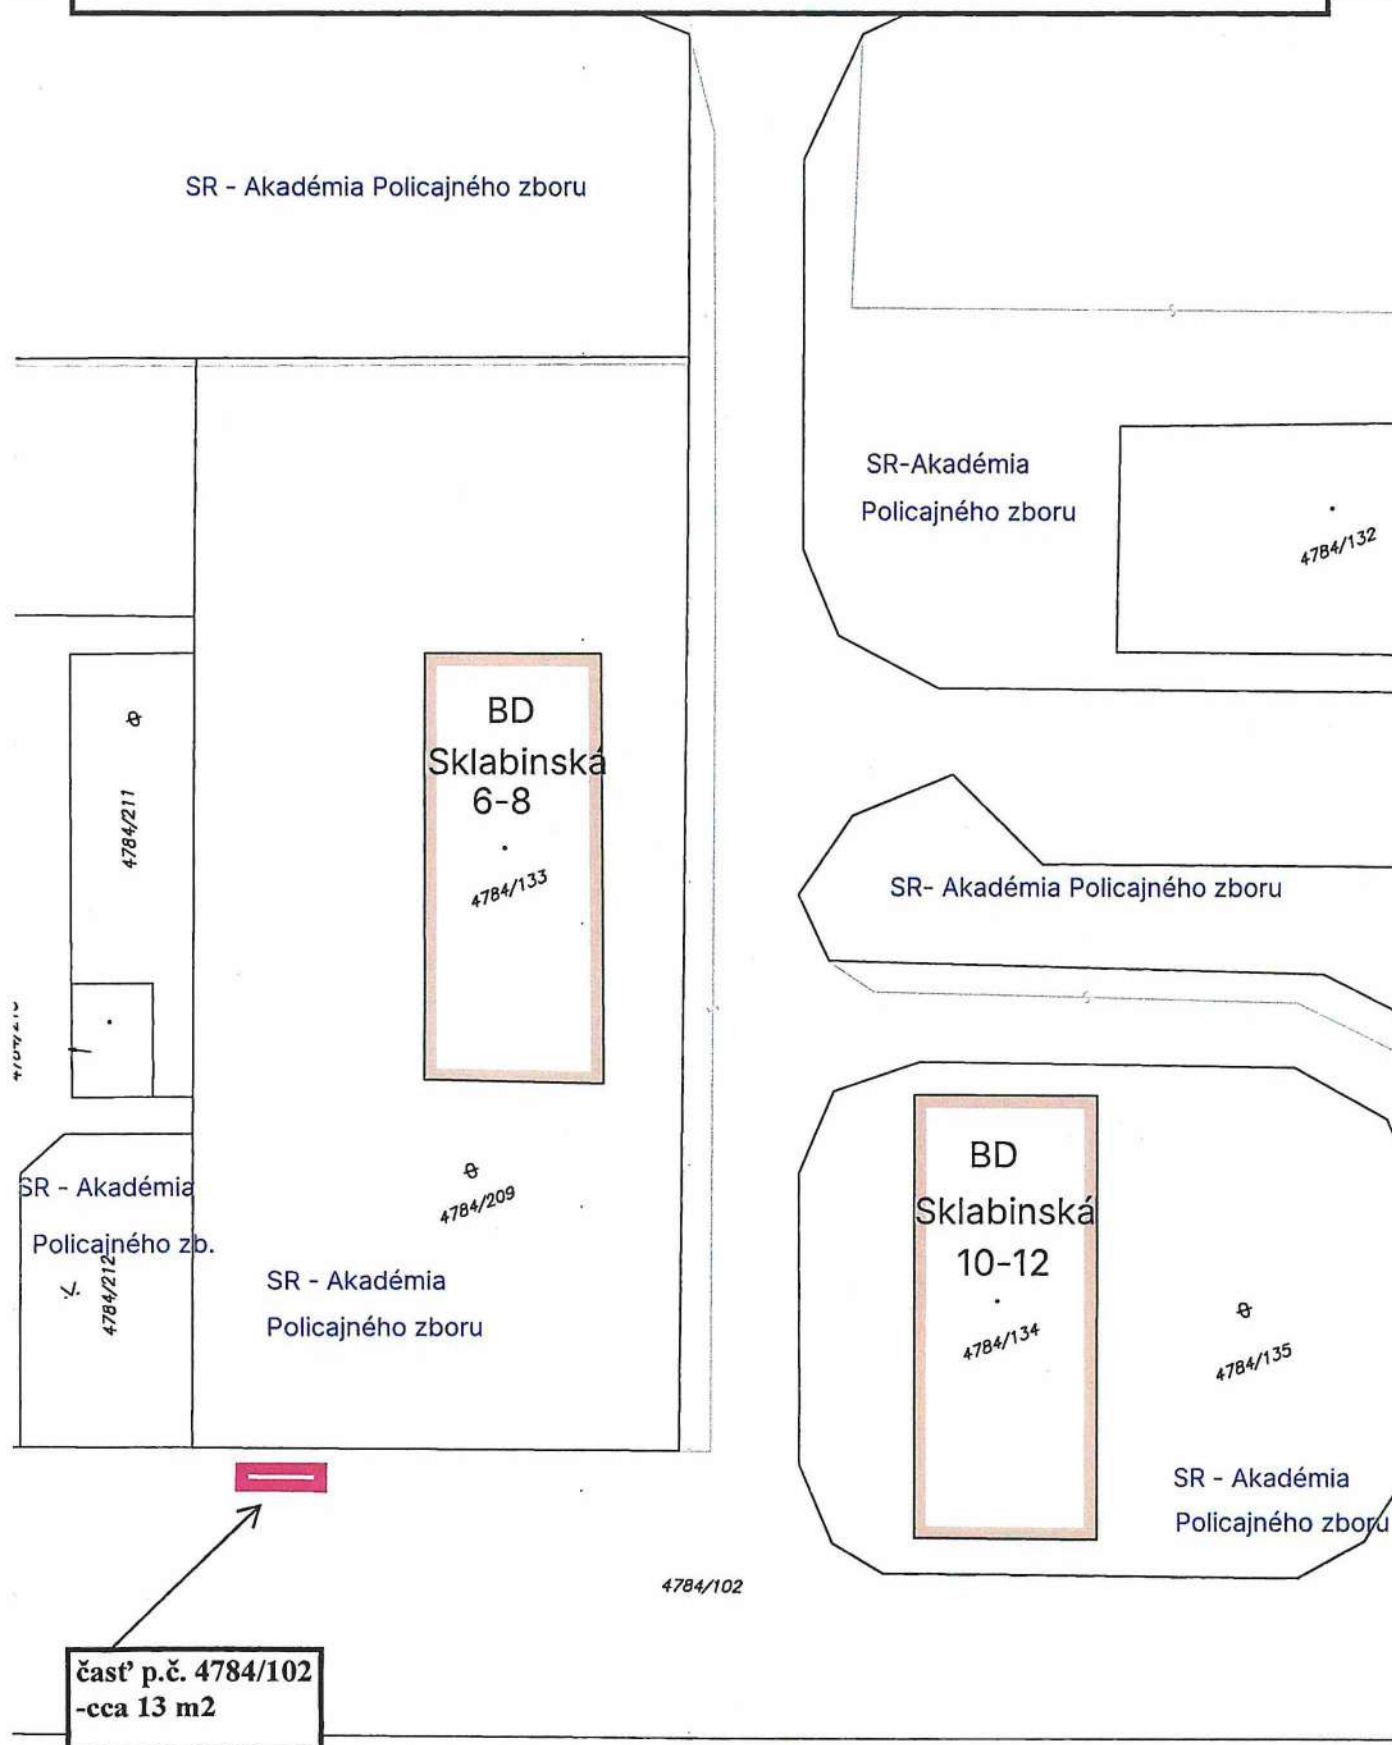 SR - Akadémia Policajného zboru
SR-Akadémia
Policajného zboru
4784/132
BD
Sklabinská
6-8
4784/133
4784/211
SR- Akadémia Policajného zboru
SR - Akadémia
Policajného zb.
4784/212
4784/209
SR - Akadémia
Policajného zboru
BD
Sklabinská
10-12
4784/134
4784/135
SR - Akadémia
Policajného zboru
4784/102
časť p.č. 4784/102
-cca 13 m2